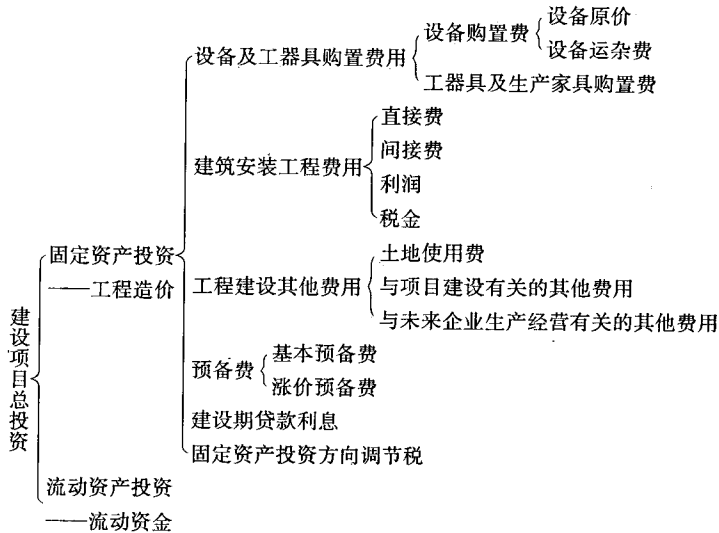 建设项目总投资
固定资产投资
——工程造价
设备及工器具购置费用
设备购置费
设备原价
设备运杂费
工器具及生产家具购置费
建筑安装工程费用
直接费
间接费
利润
税金
工程建设其他费用
土地使用费
与项目建设有关的其他费用
与未来企业生产经营有关的其他费用
预备费
基本预备费
涨价预备费
建设期贷款利息
固定资产投资方向调节税
流动资产投资
——流动资金